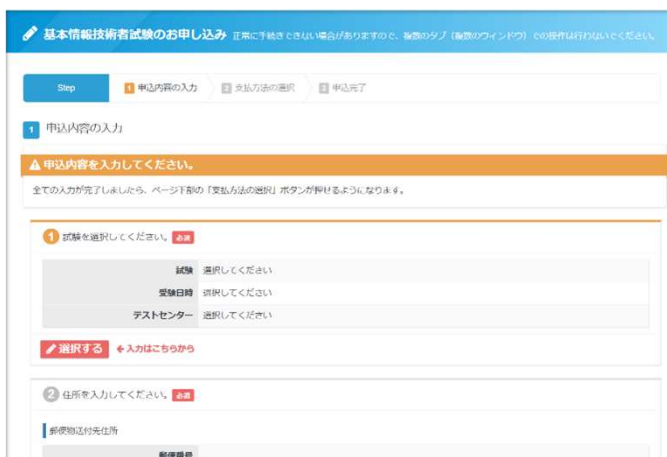 基本情報技術者試験のお申し込み 正常に手続きできない場合がありますので、複数のタブ（複数のウィンドウ）での操作は行わないでください。
Step 1 申込内容の入力 2 支払方法の選択 3 申込完了
1 申込内容の入力
申込内容を入力してください。
全ての入力が完了しましたら、ページ下部の「支払方法の選択」ボタンが押せるようになります。
1 試験を選択してください。 必須
試験 選択してください
受験日時 選択してください
テストセンター 選択してください
選択する ←入力はこちらから
2 住所を入力してください。 必須
郵便物送付先住所
郵便番号